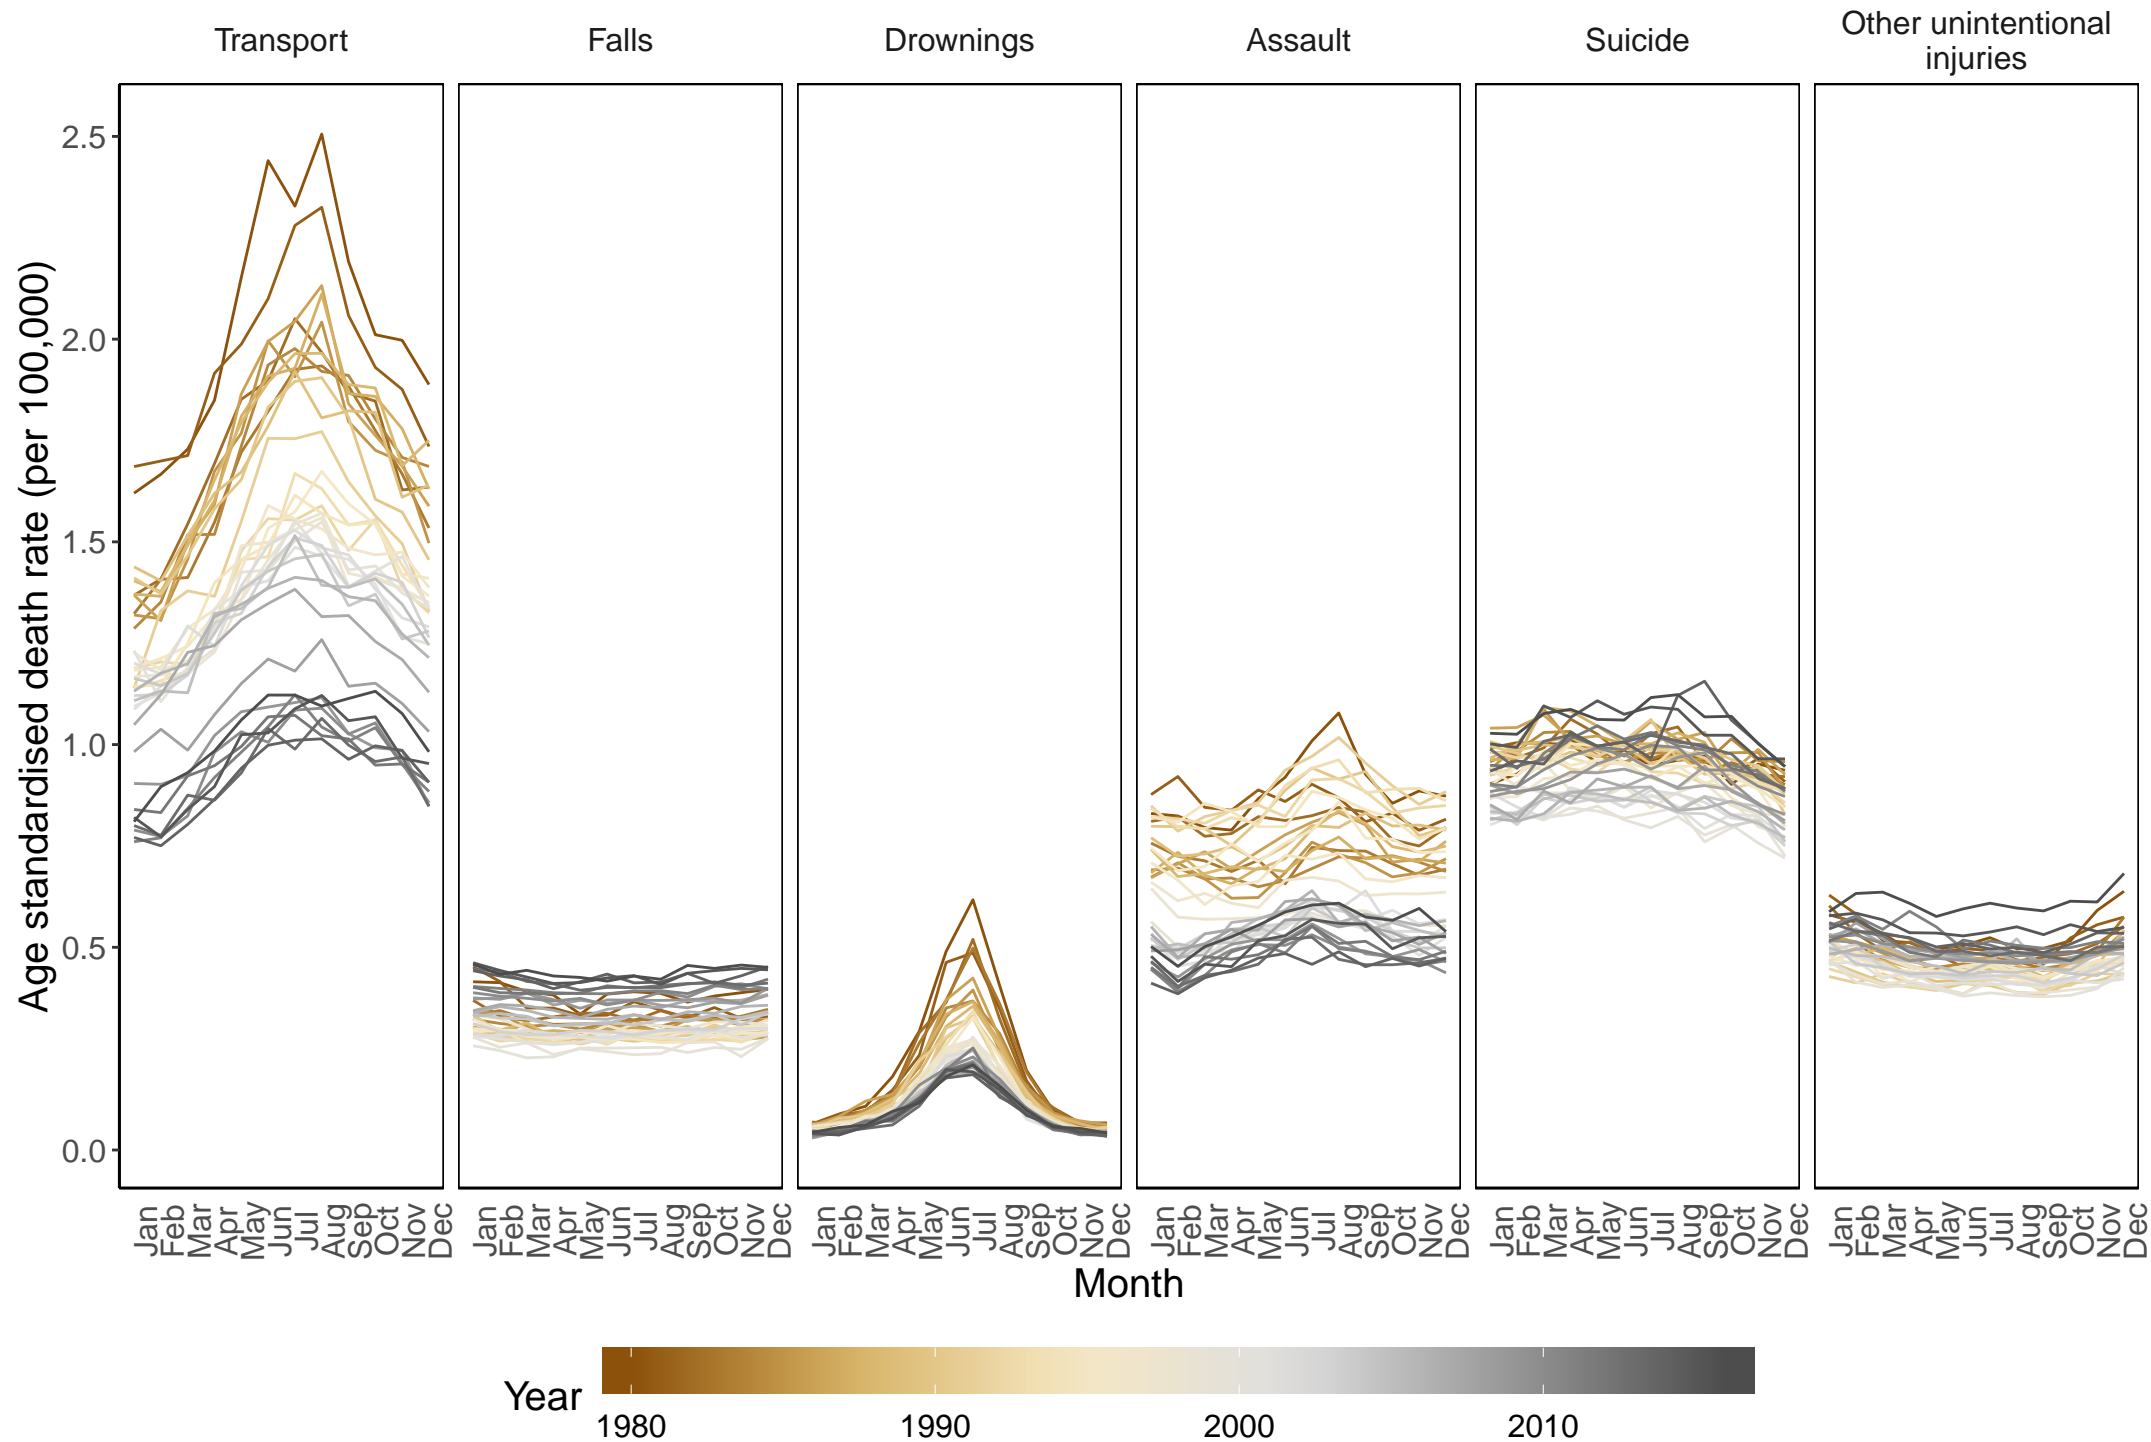 Transport Falls Drownings Assault Suicide Other unintentional
injuries
Age standardised death rate (per 100,000)
2.5
2.0
1.5
1.0
0.5
0.0
Jan Feb Mar Apr May Jun Jul Aug Sep Oct Nov Dec Jan Feb Mar Apr May Jun Jul Aug Sep Oct Nov Dec Jan Feb Mar Apr May Jun Jul Aug Sep Oct Nov Dec Jan Feb Mar Apr May Jun Jul Aug Sep Oct Nov Dec Jan Feb Mar Apr May Jun Jul Aug Sep Oct Nov Dec Jan Feb Mar Apr May Jun Jul Aug Sep Oct Nov Dec
Month
Year
1980 1990 2000 2010